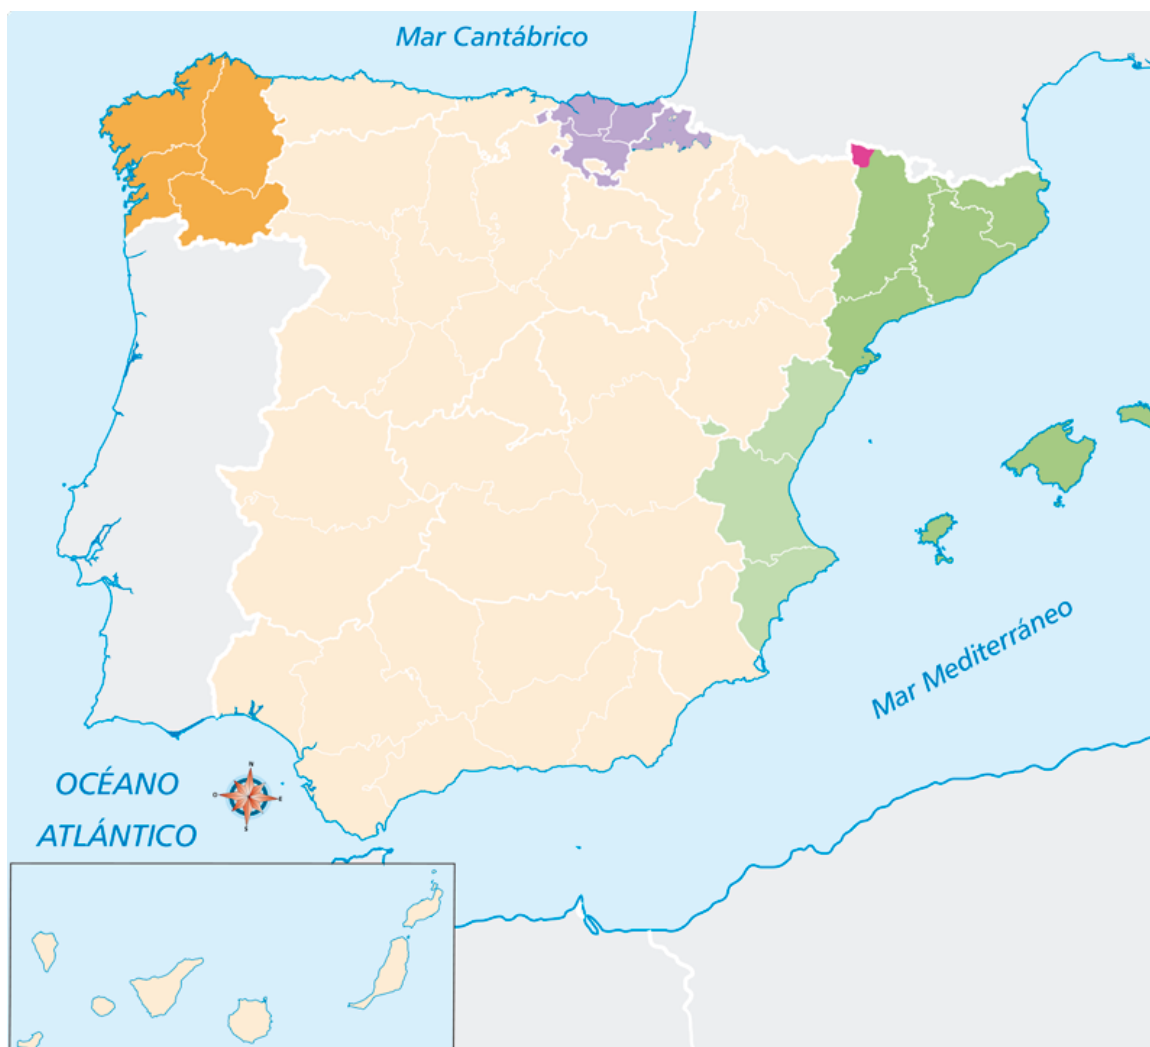 Mar Cantábrico
Mar Mediterráneo
OCÉANO
ATLÁNTICO
N
O
E
S